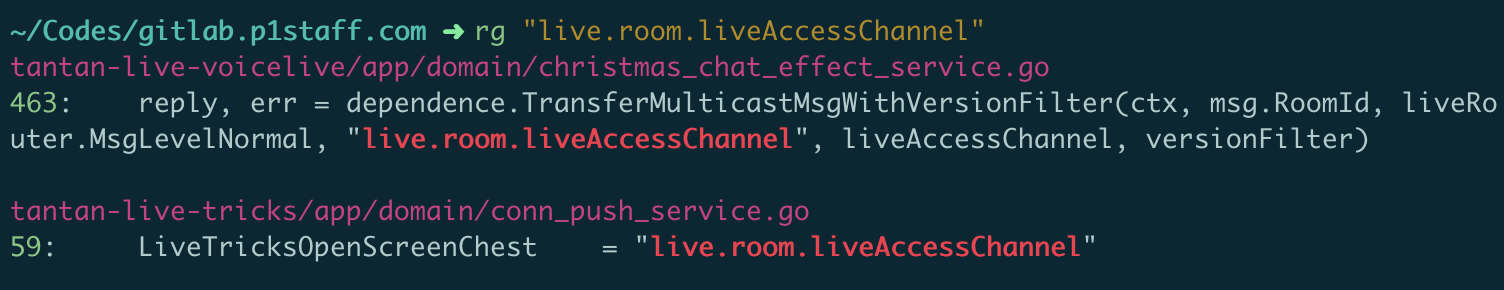 ~/Codes/gitlab.p1staff.com ➜ rg "live.room.liveAccessChannel"
tantan-live-voicelive/app/domain/christmas_chat_effect_service.go
463:    reply, err = dependence.TransferMulticastMsgWithVersionFilter(ctx, msg.RoomId, liveRo
uter.MsgLevelNormal, "live.room.liveAccessChannel", liveAccessChannel, versionFilter)
tantan-live-tricks/app/domain/conn_push_service.go
59:     LiveTricksOpenScreenChest    = "live.room.liveAccessChannel"